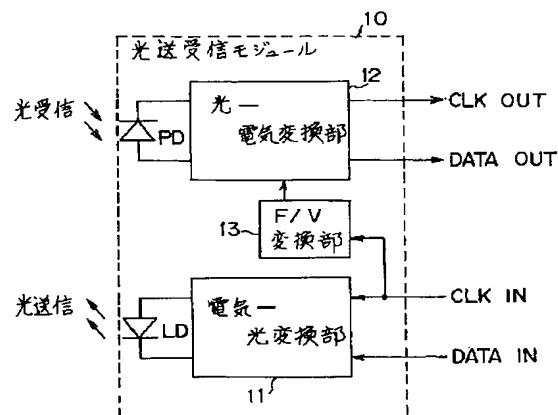 10
光送受信モジュール
12
光受信
PD
光－
電気変換部
CLK OUT
DATA OUT
13
F/V
変換部
光送信
LD
電気－
光変換部
CLK IN
DATA IN
11